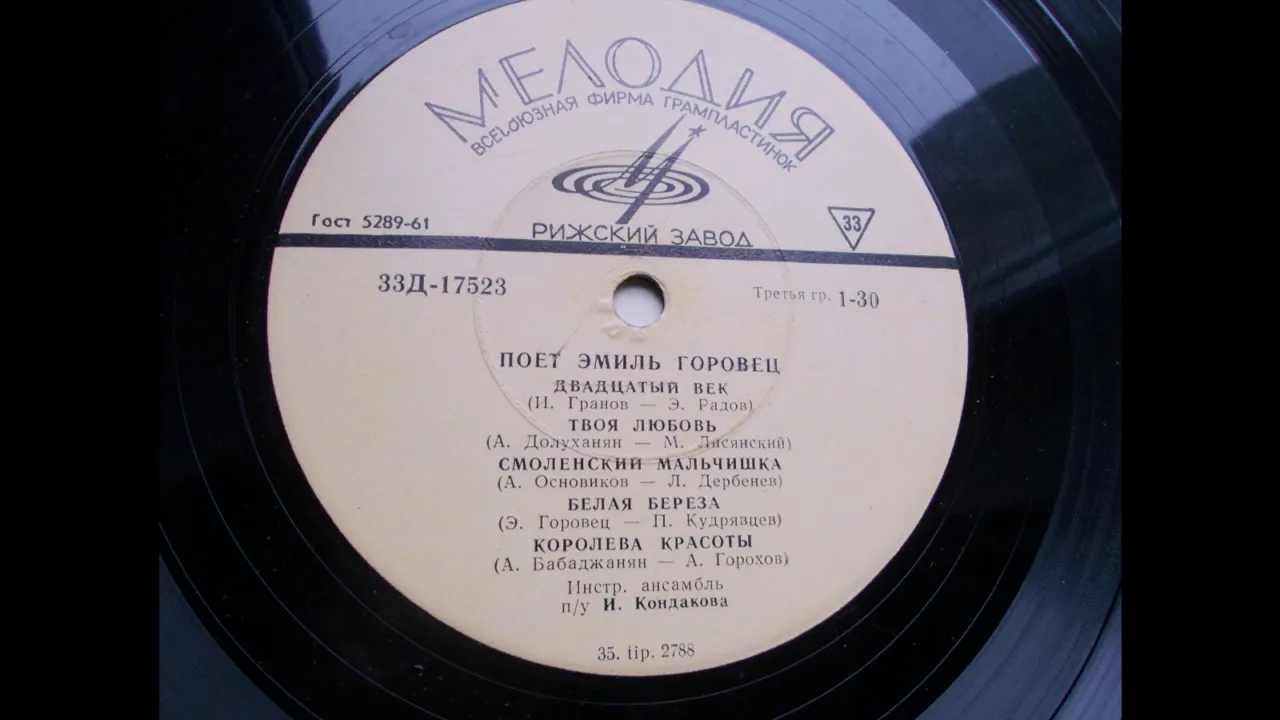 МЕЛОДИЯ
ВСЕСОЮЗНАЯ ФИРМА ГРАМПЛАСТИНОК
Гост 5289-61
РИЖСКИЙ ЗАВОД
33
33Д-17523
Третья гр. 1-30
ПОЕТ ЭМИЛЬ ГОРОВЕЦ
ДВАДЦАТЫЙ ВЕК
(И. Гранов — Э. Радов)
ТВОЯ ЛЮБОВЬ
(А. Долуханян — М. Лисянский)
СМОЛЕНСКИЙ МАЛЬЧИШКА
(А. Основиков — Л. Дербенев)
БЕЛАЯ БЕРЕЗА
(Э. Горовец — П. Кудрявцев)
КОРОЛЕВА КРАСОТЫ
(А. Бабаджанян — А. Горохов)
Инстр. ансамбль
п/у И. Кондакова
35. tip. 2788